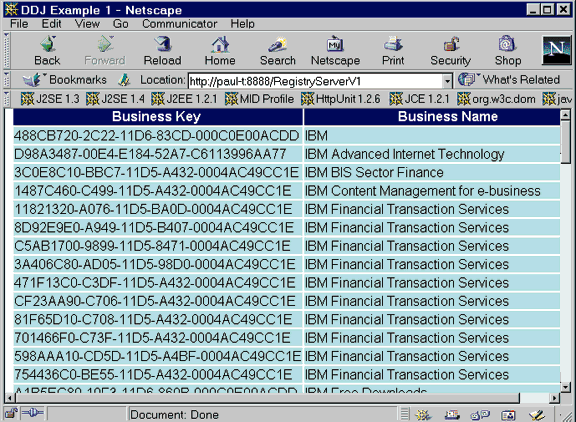 DDJ Example 1 - Netscape
File Edit View Go Communicator Help
Back Forward Reload Home Search Netscape Print Security Shop
My
N
Bookmarks Location: http://paul-t:8888/RegistryServerV1 What's Related
J2SE 1.3 J2SE 1.4 J2EE 1.2.1 MID Profile HttpUnit 1.2.6 JCE 1.2.1 org.w3c.dom jav
Business Key Business Name
488CB720-2C22-11D6-83CD-000C0E00ACDD IBM
D98A3487-00E4-E184-52A7-C6113996AA77 IBM Advanced Internet Technology
3C0E8C10-BBC7-11D5-A432-0004AC49CC1E IBM BIS Sector Finance
1487C460-C499-11D5-A432-0004AC49CC1E IBM Content Management for e-business
11821320-A076-11D5-BA0D-0004AC49CC1E IBM Financial Transaction Services
8D92E9E0-A949-11D5-B407-0004AC49CC1E IBM Financial Transaction Services
C5AB1700-9899-11D5-8471-0004AC49CC1E IBM Financial Transaction Services
3A406C80-AD05-11D5-98D0-0004AC49CC1E IBM Financial Transaction Services
471F13C0-C3DF-11D5-A432-0004AC49CC1E IBM Financial Transaction Services
CF23AA90-C706-11D5-A432-0004AC49CC1E IBM Financial Transaction Services
81F65D10-C708-11D5-A432-0004AC49CC1E IBM Financial Transaction Services
701466F0-C73F-11D5-A432-0004AC49CC1E IBM Financial Transaction Services
598AAA10-CD5D-11D5-A4BF-0004AC49CC1E IBM Financial Transaction Services
754436C0-BE55-11D5-A432-0004AC49CC1E IBM Financial Transaction Services
IBM Free Downloads
Document: Done